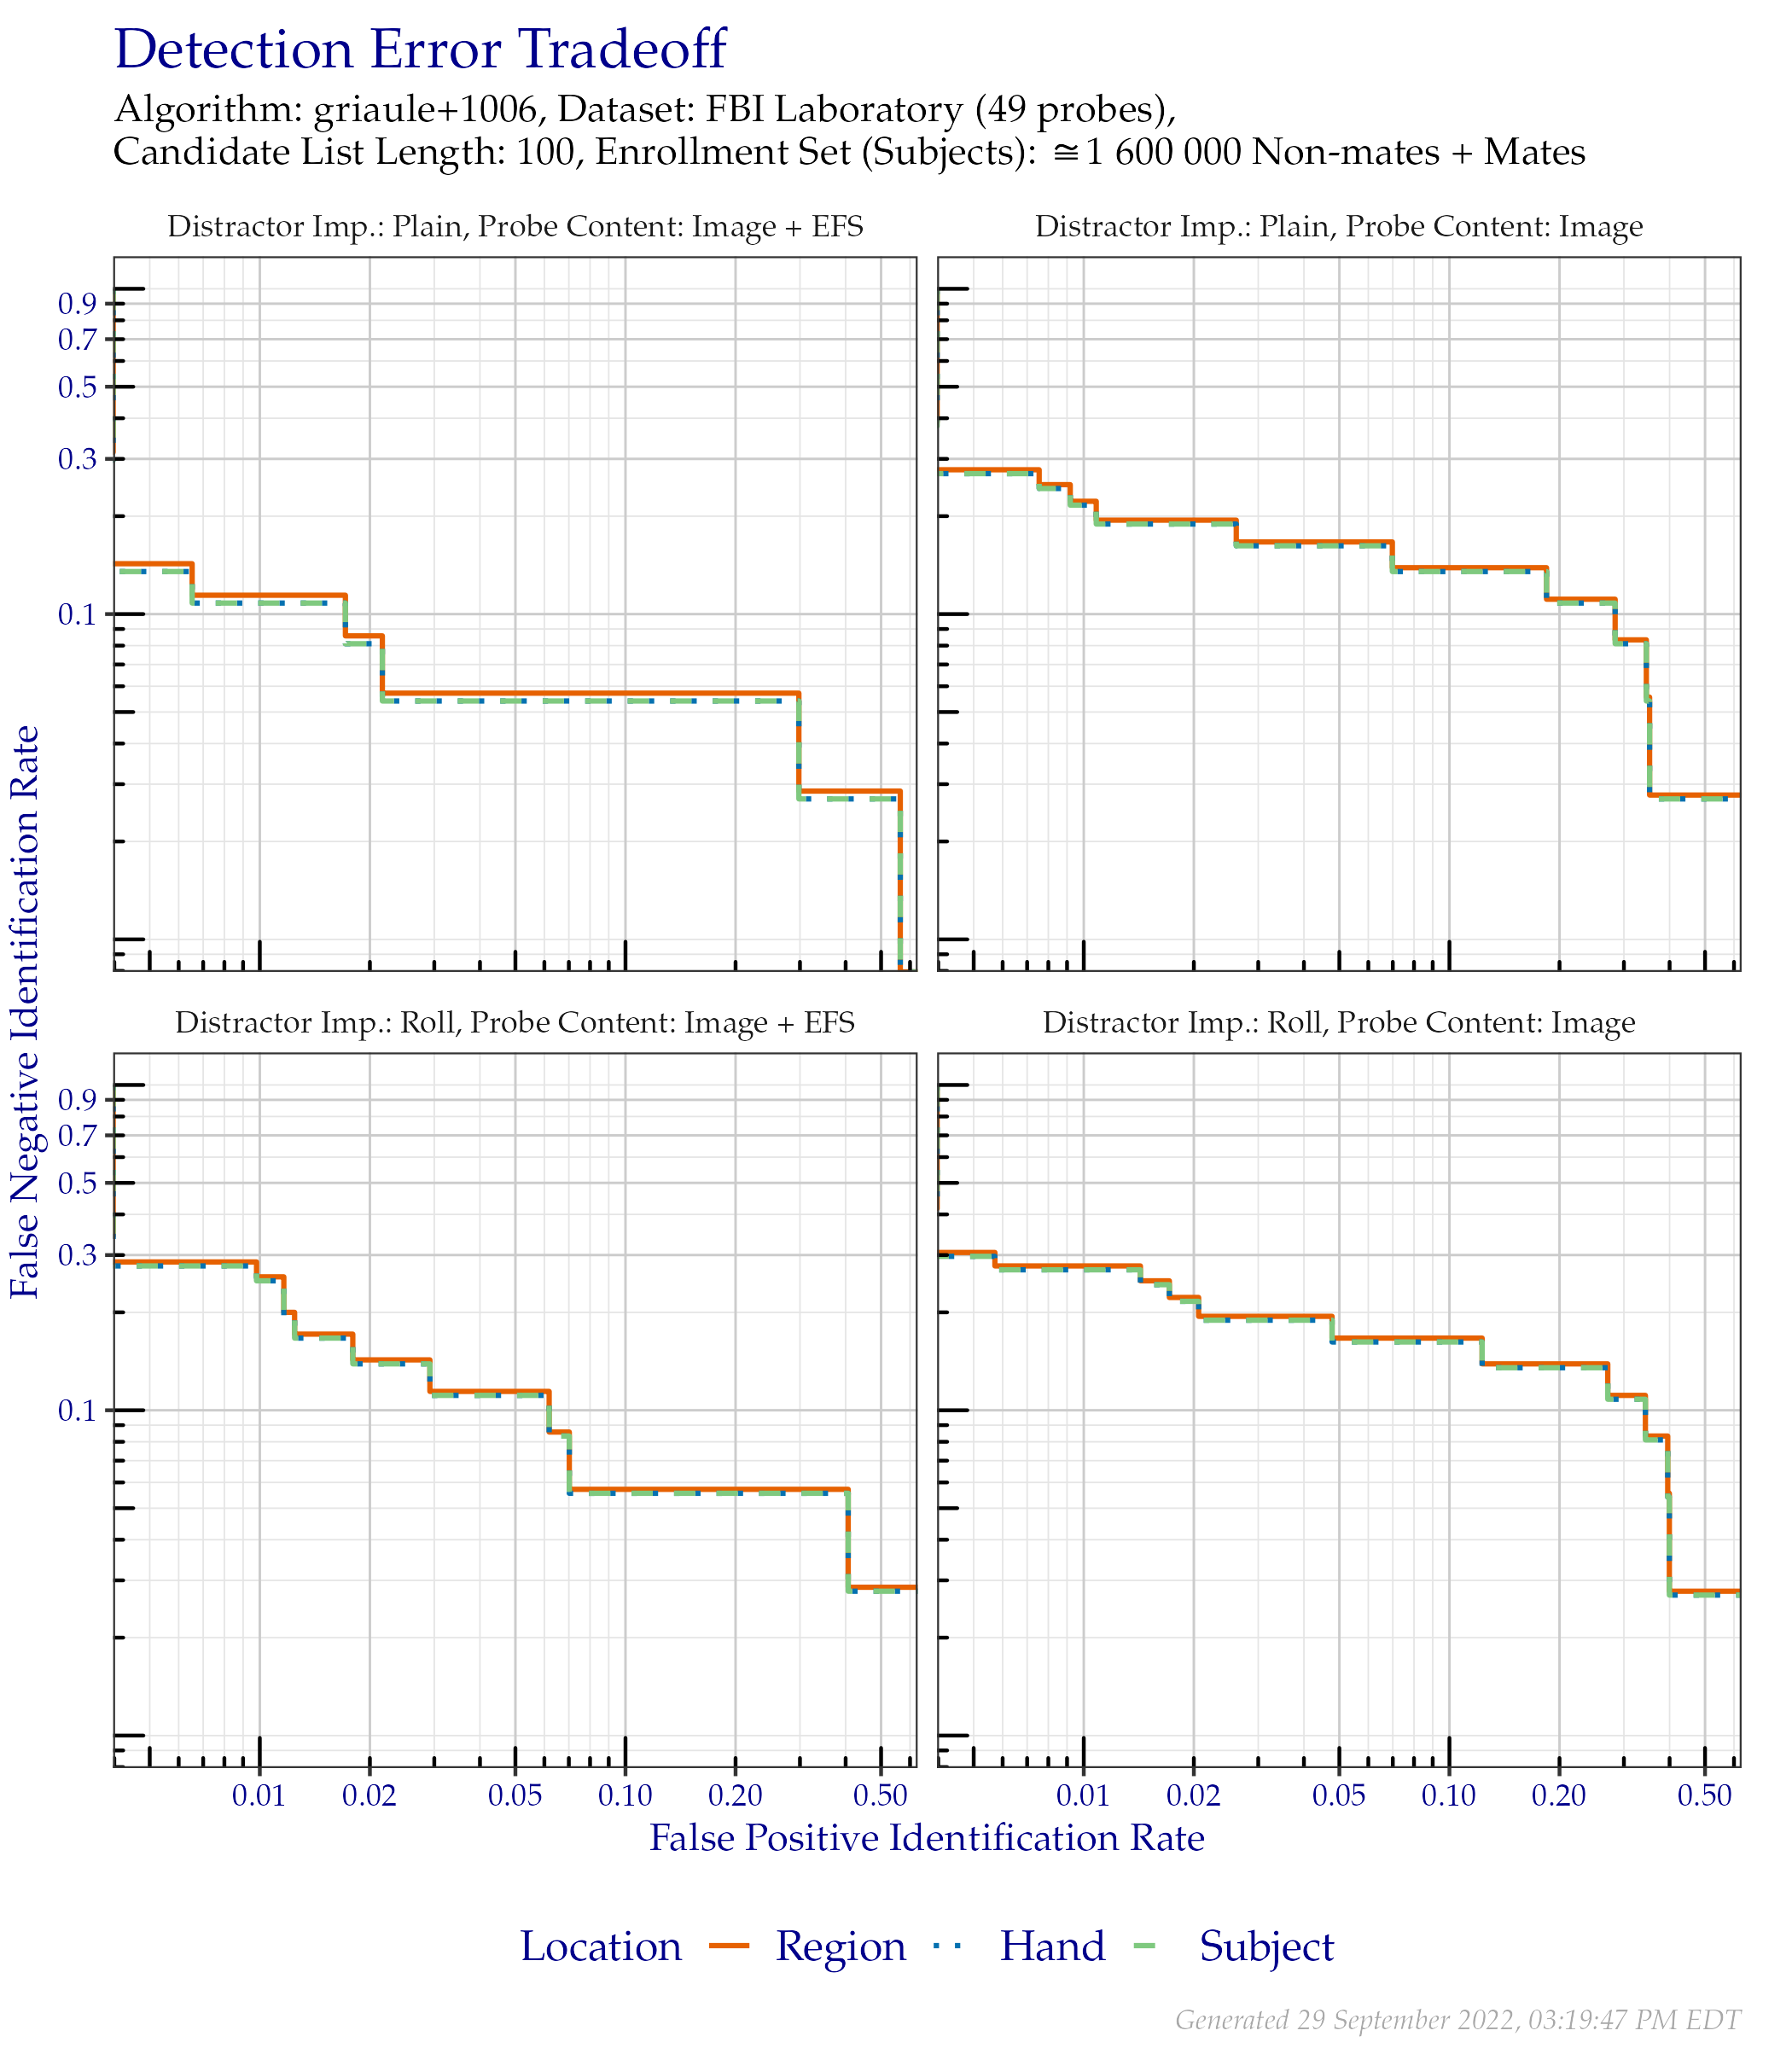 Detection Error Tradeoff
Algorithm: griaule+1006, Dataset: FBI Laboratory (49 probes),
Candidate List Length: 100, Enrollment Set (Subjects): ≅1 600 000 Non-mates + Mates
Distractor Imp.: Plain, Probe Content: Image + EFS
Distractor Imp.: Plain, Probe Content: Image
0.9
0.7
0.5
0.3
0.1
False Negative Identification Rate
Distractor Imp.: Roll, Probe Content: Image + EFS
Distractor Imp.: Roll, Probe Content: Image
0.9
0.7
0.5
0.3
0.1
0.01 0.02 0.05 0.10 0.20 0.50
0.01 0.02 0.05 0.10 0.20 0.50
False Positive Identification Rate
Location Region Hand Subject
Generated 29 September 2022, 03:19:47 PM EDT